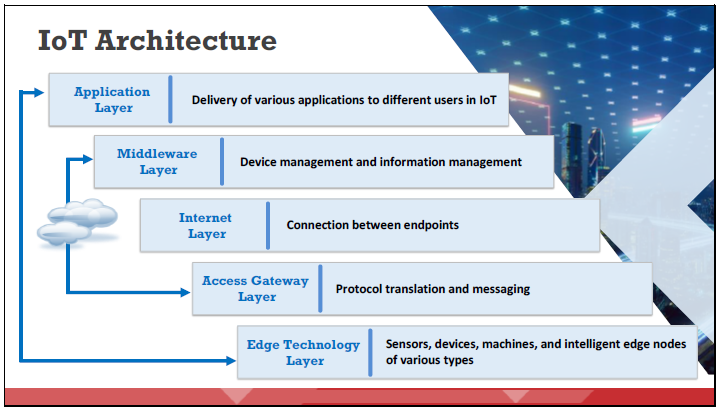 IoT Architecture
Application
Layer
Delivery of various applications to different users in IoT
Middleware
Layer
Device management and information management
Internet
Layer
Connection between endpoints
Access Gateway
Layer
Protocol translation and messaging
Edge Technology
Layer
Sensors, devices, machines, and intelligent edge nodes
of various types